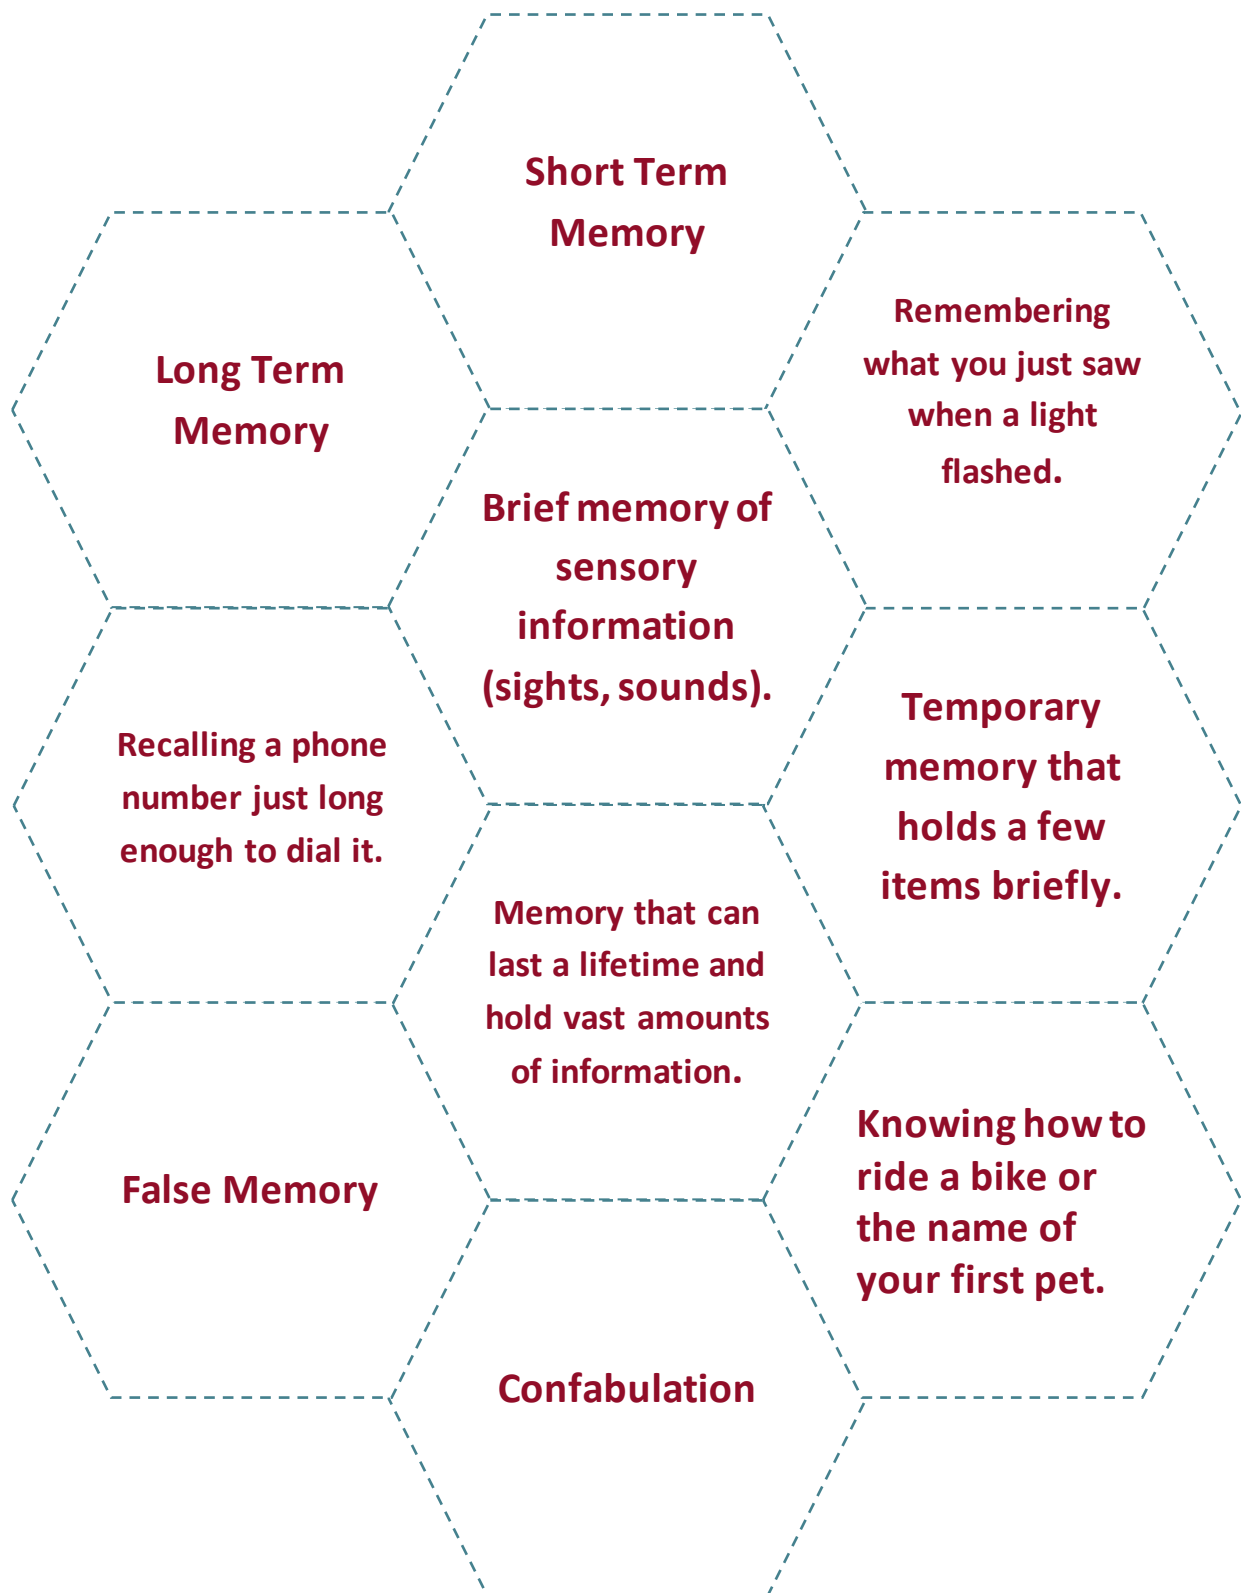 Short Term
Memory
Long Term
Memory
Remembering
what you just saw
when a light
flashed.
Brief memory of
sensory
information
(sights, sounds).
Recalling a phone
number just long
enough to dial it.
Temporary
memory that
holds a few
items briefly.
Memory that can
last a lifetime and
hold vast amounts
of information.
False Memory
Knowing how to
ride a bike or
the name of
your first pet.
Confabulation